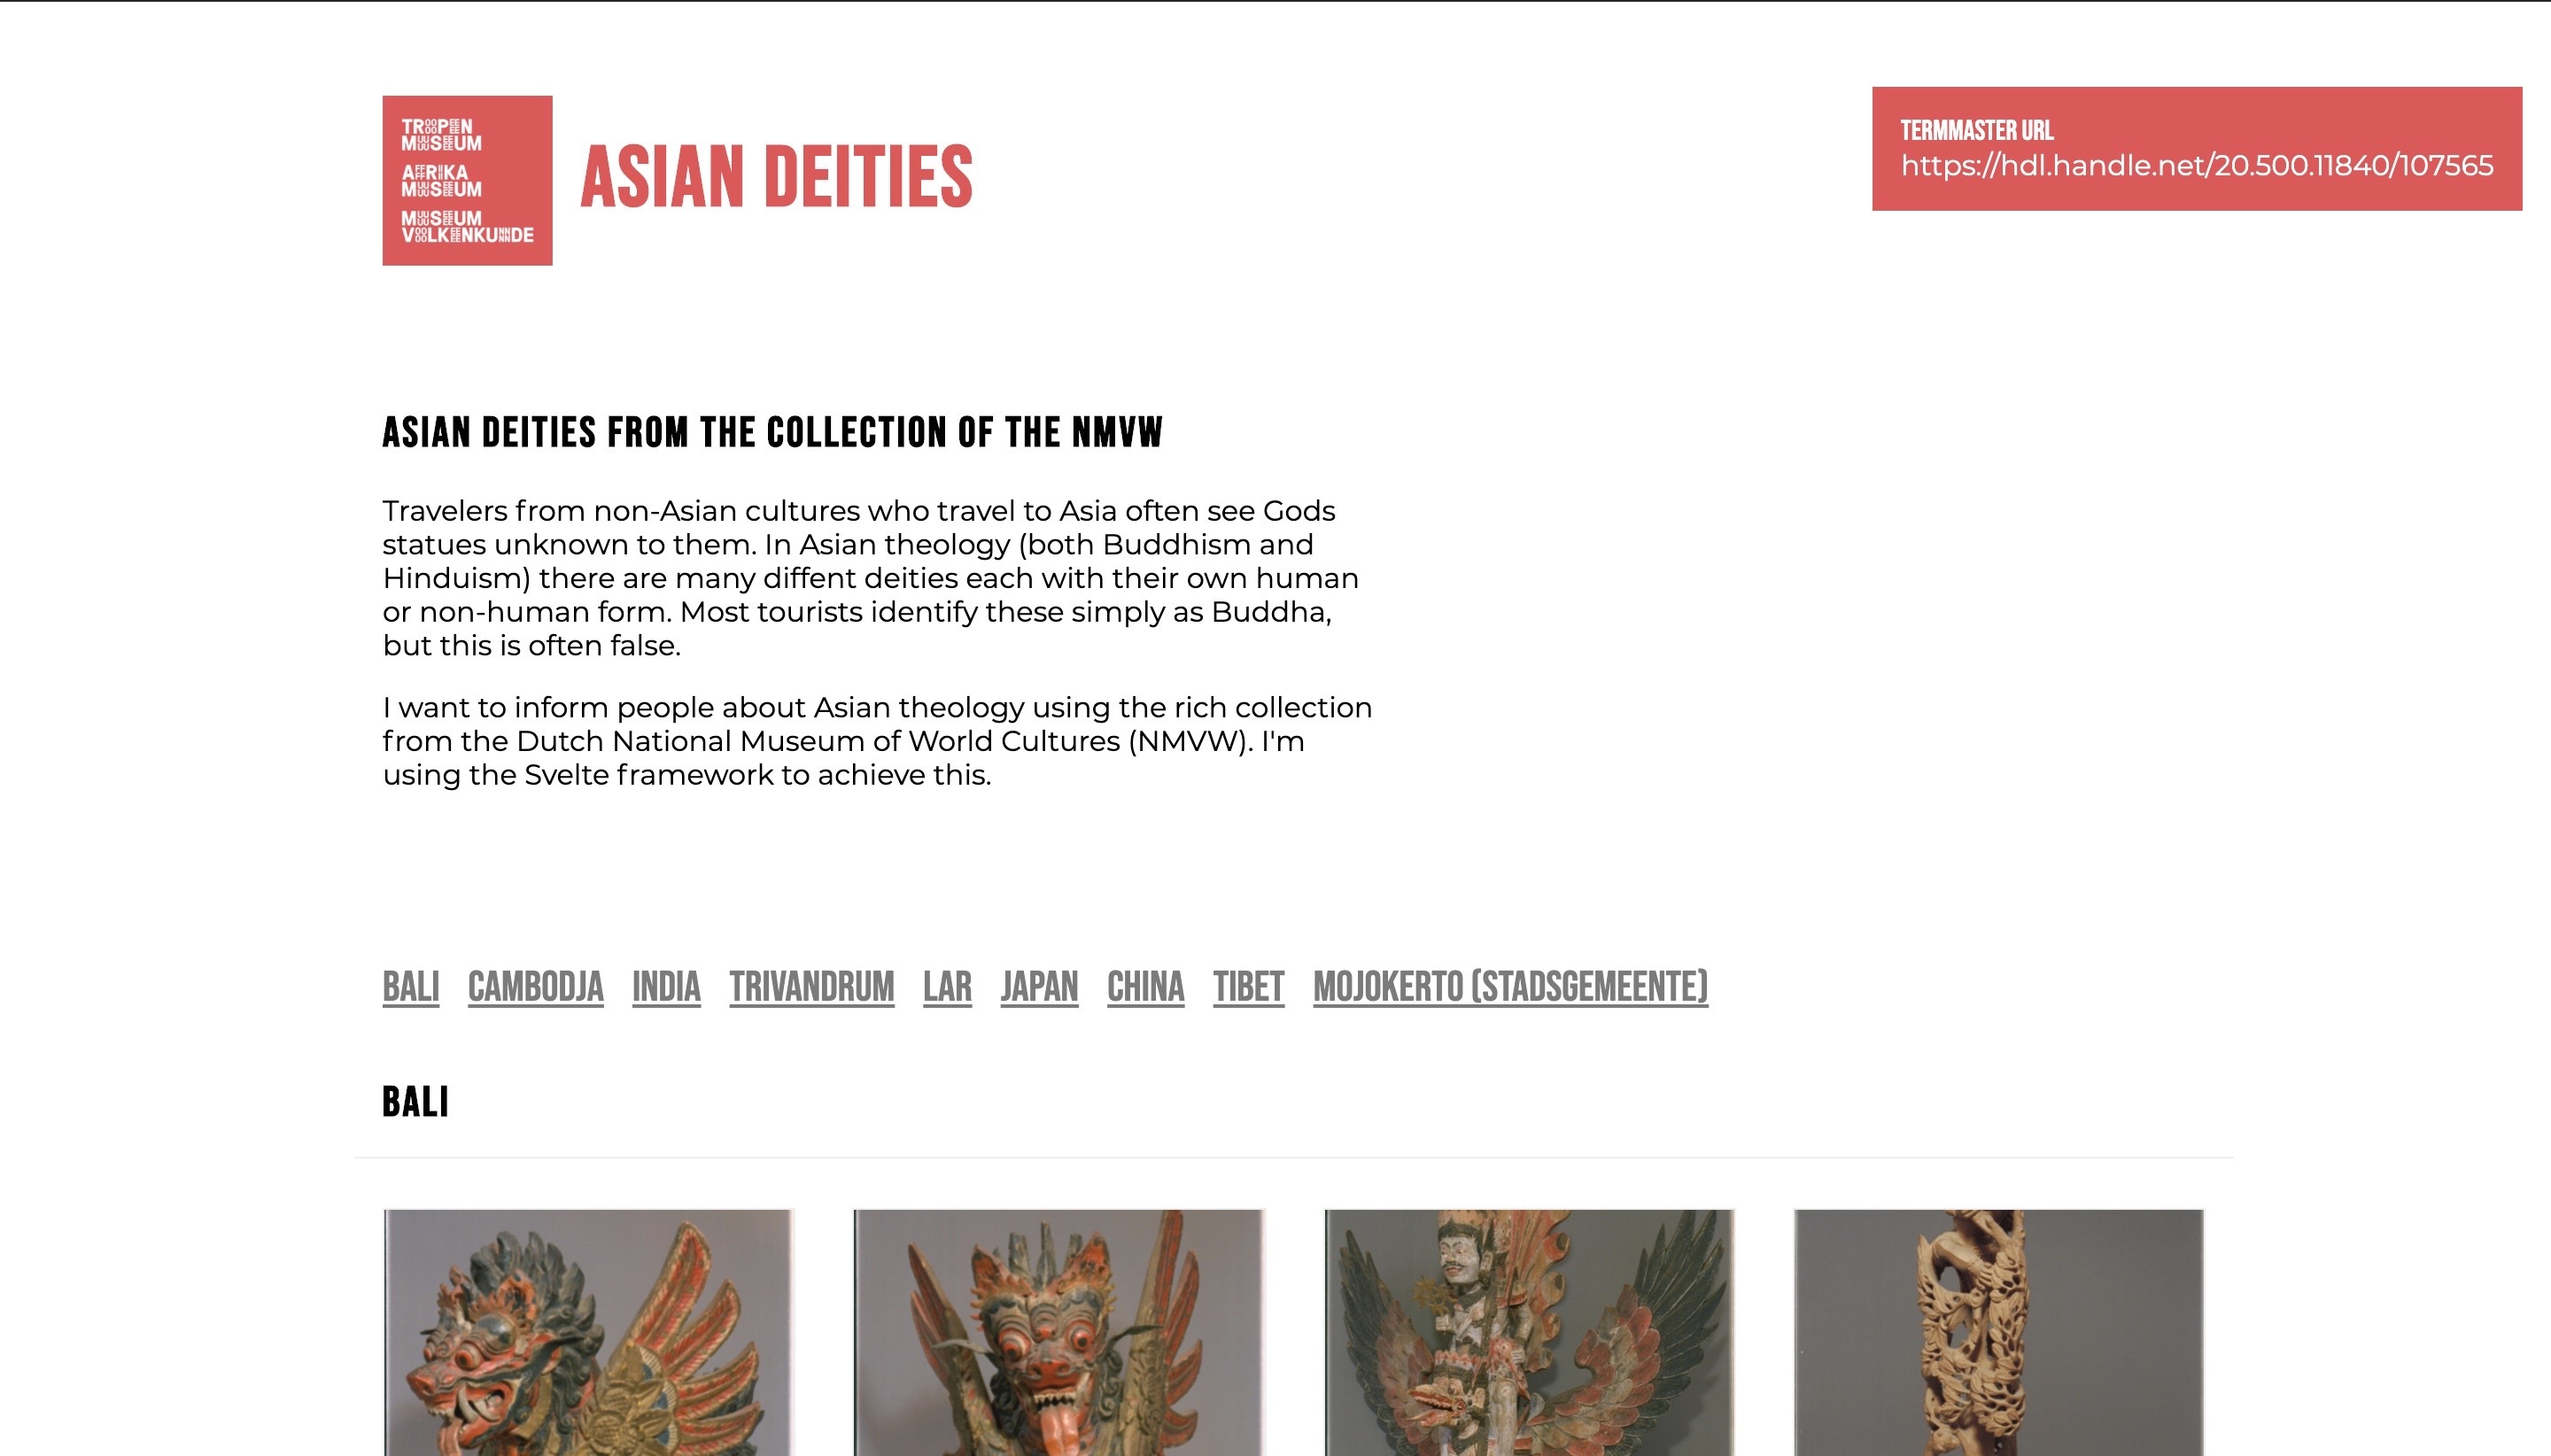 TROPEN
MUSEUM
AFRIKA
MUSEUM
MUSEUM
VOLKENKUNDE
ASIAN DEITIES
TERMMASTER URL
https://hdl.handle.net/20.500.11840/107565
ASIAN DEITIES FROM THE COLLECTION OF THE NMVW
Travelers from non-Asian cultures who travel to Asia often see Gods
statues unknown to them. In Asian theology (both Buddhism and
Hinduism) there are many diffent deities each with their own human
or non-human form. Most tourists identify these simply as Buddha,
but this is often false.
I want to inform people about Asian theology using the rich collection
from the Dutch National Museum of World Cultures (NMVW). I'm
using the Svelte framework to achieve this.
BALI CAMBODJA INDIA TRIVANDRUM LAR JAPAN CHINA TIBET MOJOKERTO (STADSGEMEENTE)
BALI